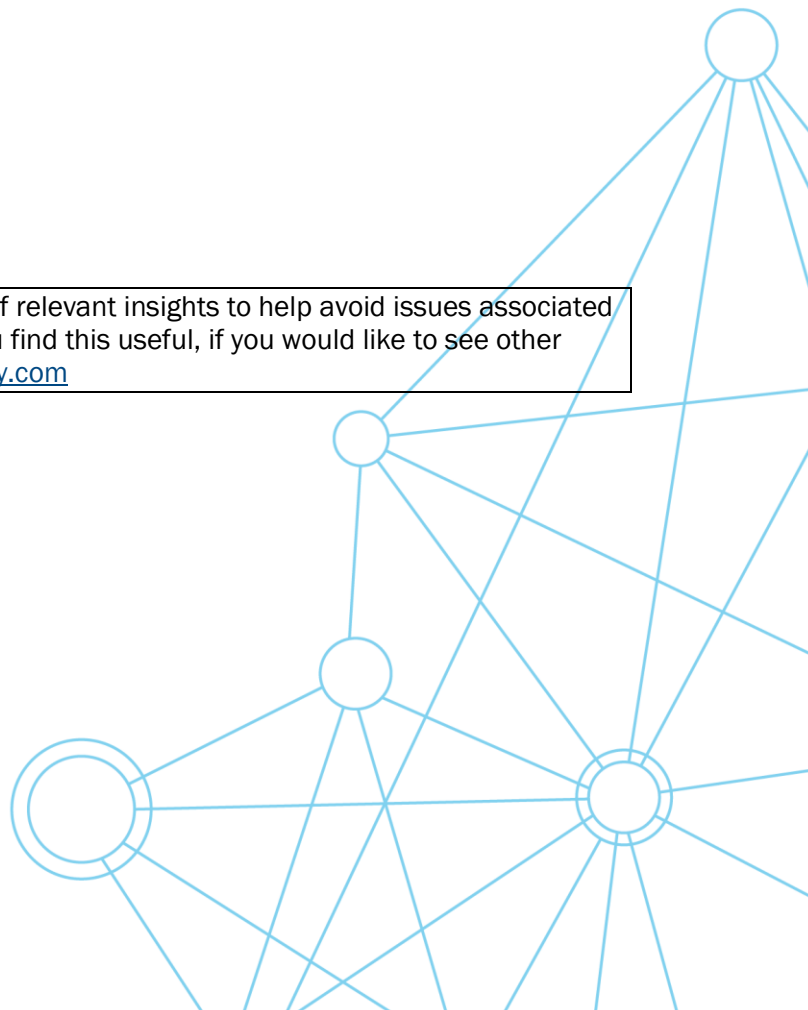 f relevant insights to help avoid issues associated
find this useful, if you would like to see other
y.com